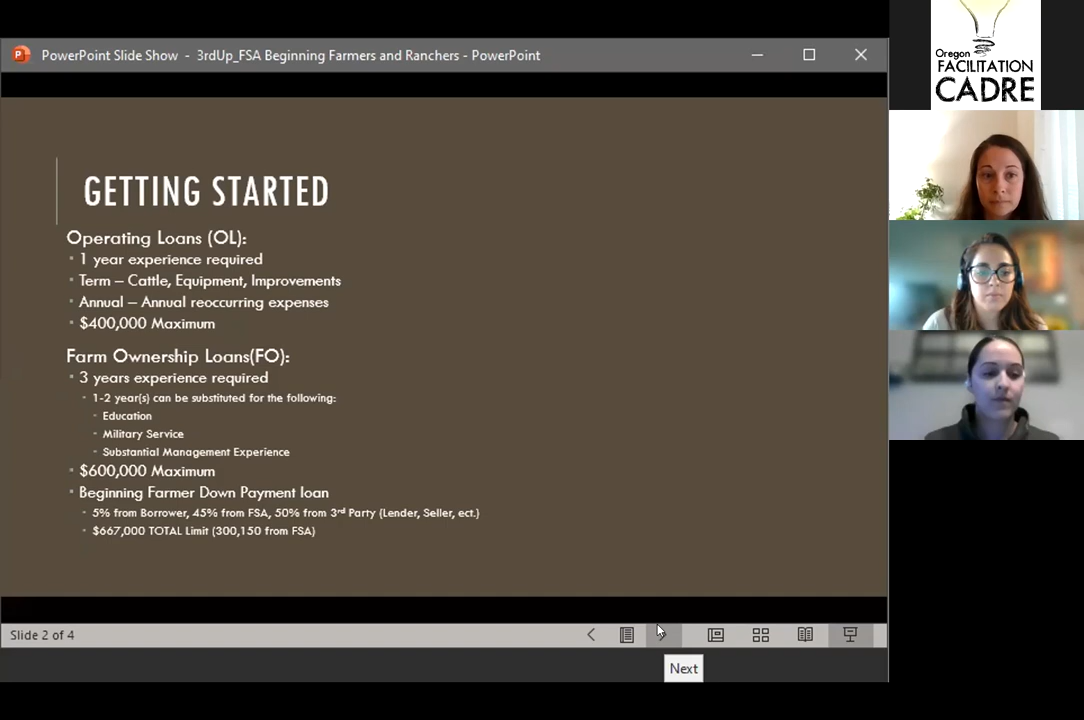 PowerPoint Slide Show - 3rdUp_FSA Beginning Farmers and Ranchers - PowerPoint
Oregon
FACILITATION
CADRE
GETTING STARTED
Operating Loans (OL):
1 year experience required
Term – Cattle, Equipment, Improvements
Annual – Annual reoccurring expenses
$400,000 Maximum
Farm Ownership Loans(FO):
3 years experience required
1-2 year(s) can be substituted for the following:
Education
Military Service
Substantial Management Experience
$600,000 Maximum
Beginning Farmer Down Payment loan
5% from Borrower, 45% from FSA, 50% from 3rd Party (Lender, Seller, ect.)
$667,000 TOTAL Limit (300,150 from FSA)
Slide 2 of 4
Next